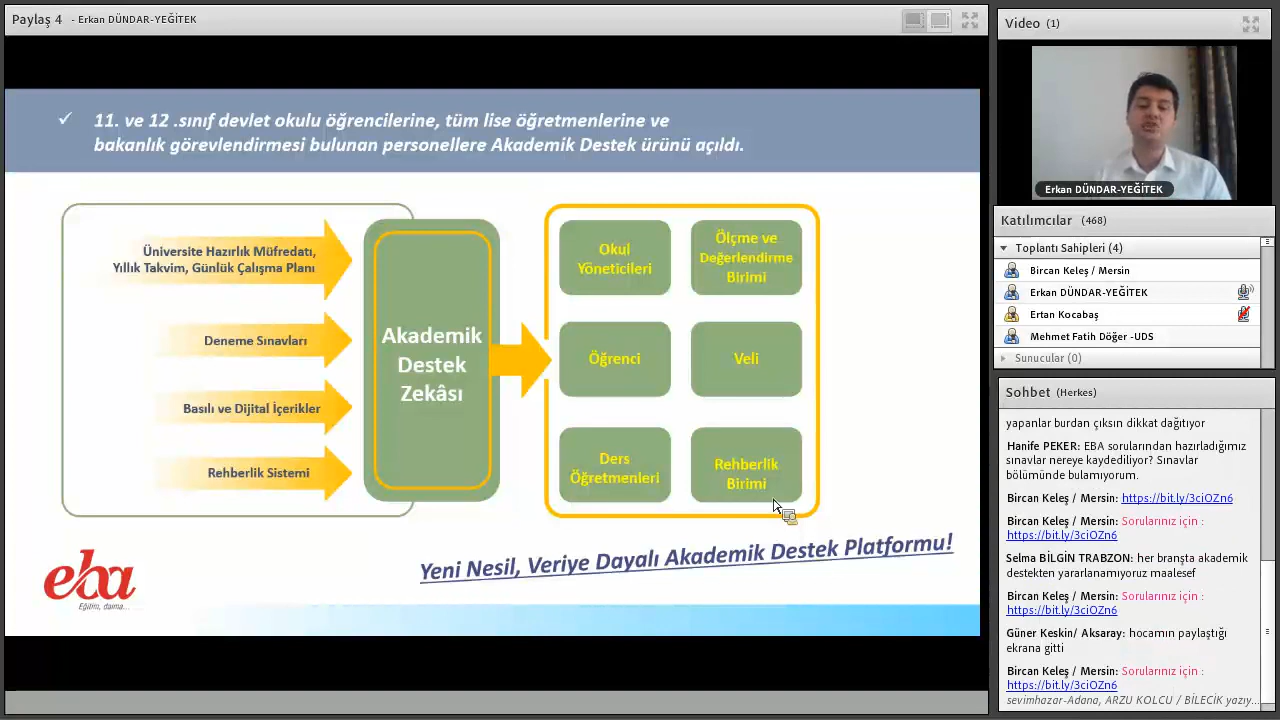 Paylaş 4 - Erkan DÜNDAR-YEĞİTEK
11. ve 12 .sınıf devlet okulu öğrencilerine, tüm lise öğretmenlerine ve
bakanlık görevlendirmesi bulunan personellere Akademik Destek ürünü açıldı.
Üniversite Hazırlık Müfredatı,
Yıllık Takvim, Günlük Çalışma Planı
Deneme Sınavları
Basılı ve Dijital İçerikler
Rehberlik Sistemi
Akademik
Destek
Zekâsı
Okul
Yöneticileri
Ölçme ve
Değerlendirme
Birimi
Öğrenci
Veli
Ders
Öğretmenleri
Rehberlik
Birimi
Yeni Nesil, Veriye Dayalı Akademik Destek Platformu!
eba
Eğitim, daima...
Video (1)
Erkan DÜNDAR-YEĞİTEK
Katılımcılar (468)
Toplantı Sahipleri (4)
Bircan Keleş / Mersin
Erkan DÜNDAR-YEĞİTEK
Ertan Kocabaş
Mehmet Fatih Döğer -UDS
Sunucular (0)
Sohbet (Herkes)
yapanlar burdan çıksın dikkat dağıtıyor
Hanife PEKER: EBA sorularından hazırladığımız
sınavlar nereye kaydediliyor? Sınavlar
bölümünde bulamıyorum.
Bircan Keleş / Mersin: https://bit.ly/3ciOZn6
Bircan Keleş / Mersin: Sorularınız için :
https://bit.ly/3ciOZn6
Selma BİLGİN TRABZON: her branşta akademik
destekten yararlanamıyoruz maalesef
Bircan Keleş / Mersin: Sorularınız için :
https://bit.ly/3ciOZn6
Güner Keskin/ Aksaray: hocamın paylaştığı
ekrana gitti
Bircan Keleş / Mersin: Sorularınız için :
https://bit.ly/3ciOZn6
sevimhazar-Adana, ARZU KOLCU / BİLECİK yazıy...